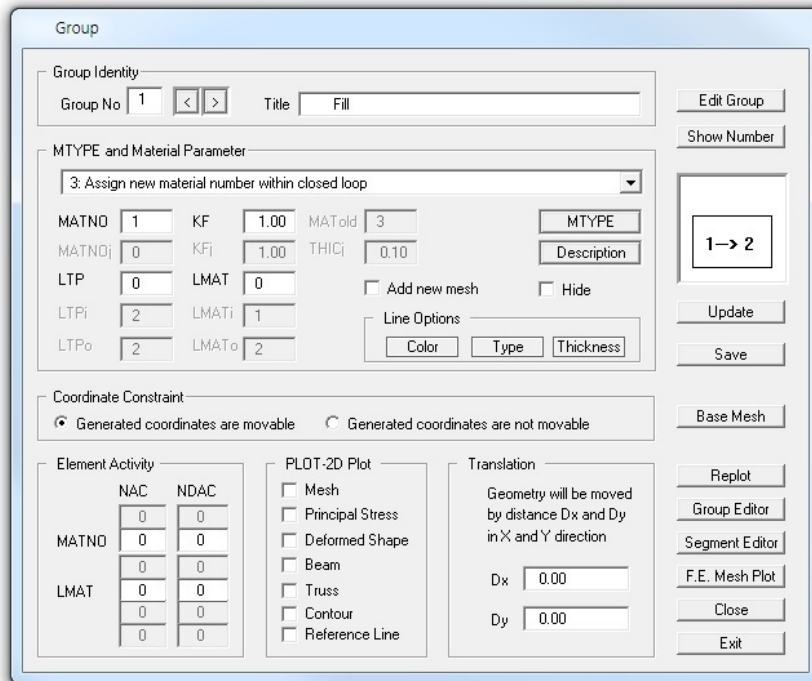 Group
Group Identity
Group No 1 < > Title Fill
Edit Group
Show Number
MTYPE and Material Parameter
3: Assign new material number within closed loop
MATNO 1 KF 1.00 MATold 3 MTYPE
MATNOj 0 KFj 1.00 THICj 0.10 Description
LTP 0 LMAT 0 Add new mesh Hide
LTPi 2 LMATi 1 Line Options
LTPo 2 LMATo 2 Color Type Thickness
1-> 2
Update
Save
Coordinate Constraint
Generated coordinates are movable Generated coordinates are not movable
Base Mesh
Element Activity
NAC NDAC
0 0
MATNO 0 0
0 0
LMAT 0 0
0 0
0 0
PLOT-2D Plot
Mesh
Principal Stress
Deformed Shape
Beam
Truss
Contour
Reference Line
Translation
Geometry will be moved
by distance Dx and Dy
in X and Y direction
Dx 0.00
Dy 0.00
Replot
Group Editor
Segment Editor
F.E. Mesh Plot
Close
Exit